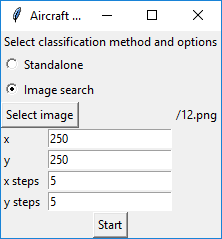 Aircraft ...
Select classification method and options
Standalone
Image search
Select image /12.png
x 250
y 250
x steps 5
y steps 5
Start